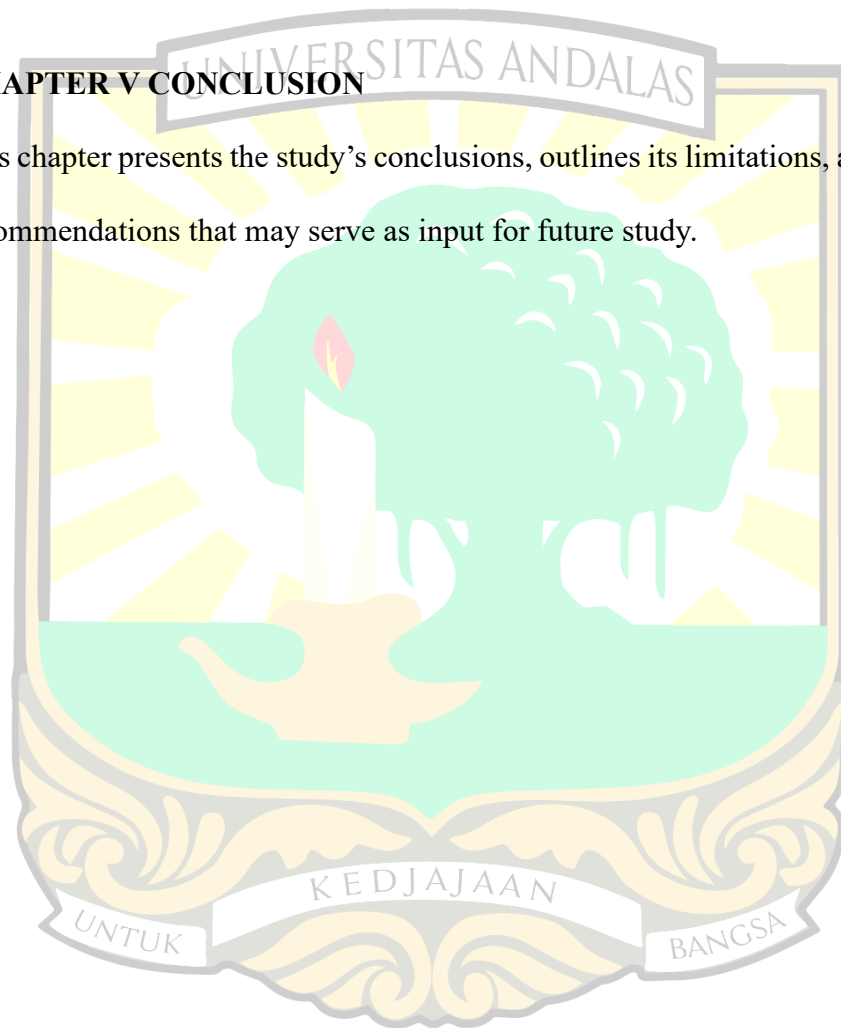 UNIVERSITAS ANDALAS
HAPTER V CONCLUSION
s chapter presents the study’s conclusions, outlines its limitations, a
ommendations that may serve as input for future study.
KEDJAJAAN
UNTUK
BANGSA